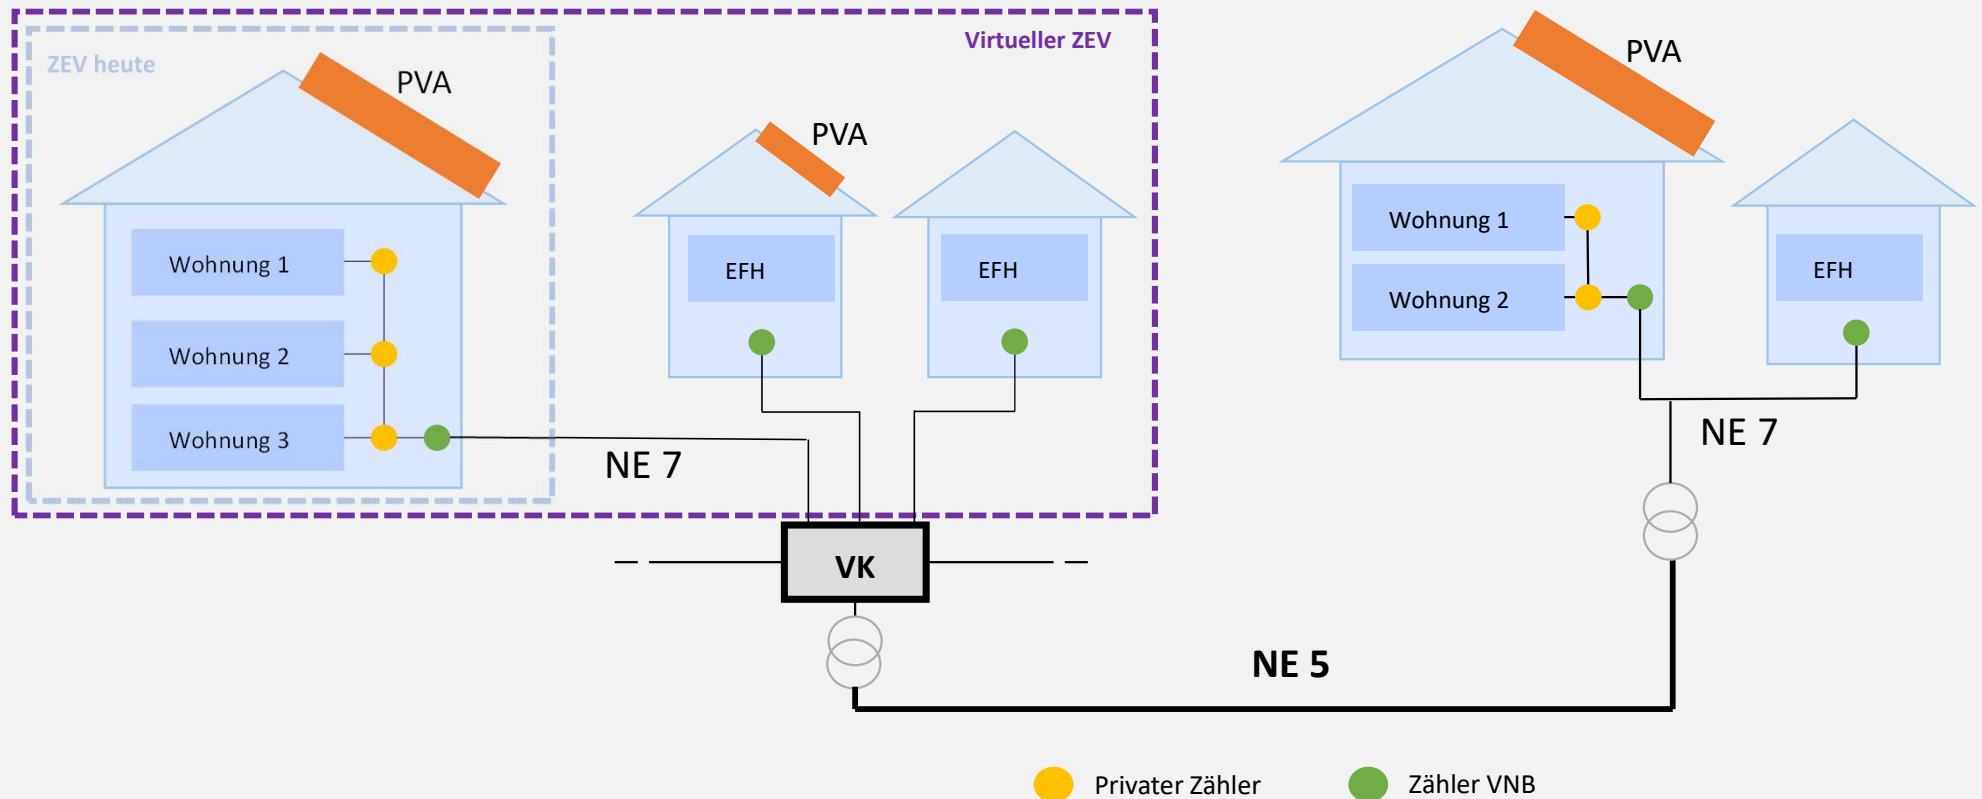 Virtueller ZEV
ZEV heute
PVA
PVA
PVA
Wohnung 1
Wohnung 2
Wohnung 3
EFH
EFH
Wohnung 1
Wohnung 2
EFH
NE 7
NE 7
VK
NE 5
Privater Zähler
Zähler VNB